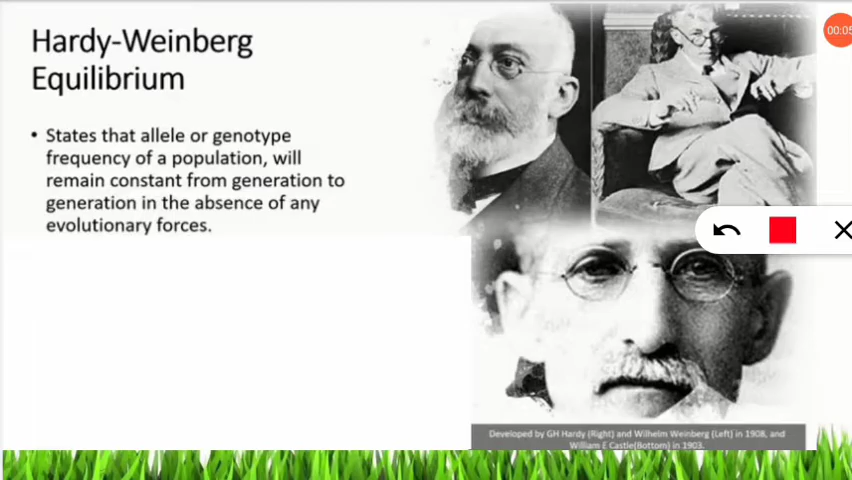 Hardy-Weinberg
Equilibrium
• States that allele or genotype
frequency of a population, will
remain constant from generation to
generation in the absence of any
evolutionary forces.
00:05
Developed by GH Hardy (Right) and Wilhelm Weinberg (Left) in 1908, and
William E Castle(Bottom) in 1903.